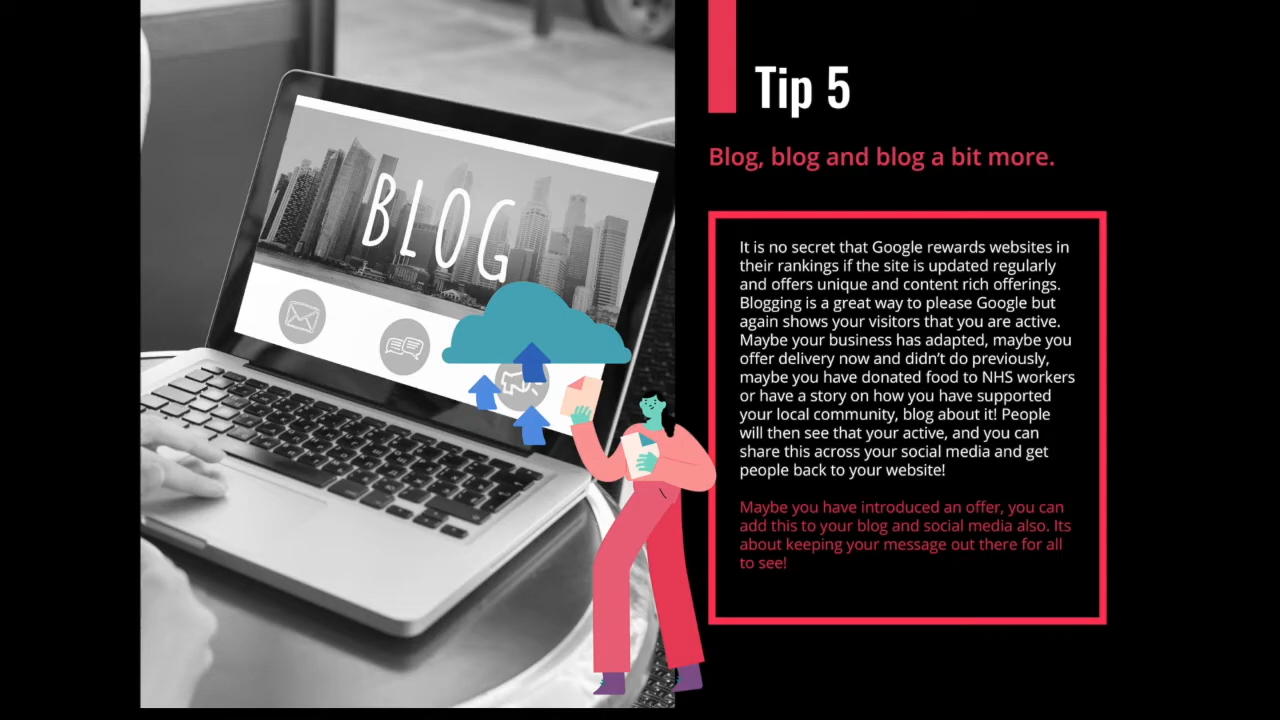 BLOG
Tip 5
Blog, blog and blog a bit more.
It is no secret that Google rewards websites in
their rankings if the site is updated regularly
and offers unique and content rich offerings.
Blogging is a great way to please Google but
again shows your visitors that you are active.
Maybe your business has adapted, maybe you
offer delivery now and didn't do previously,
maybe you have donated food to NHS workers
or have a story on how you have supported
your local community, blog about it! People
will then see that your active, and you can
share this across your social media and get
people back to your website!
Maybe you have introduced an offer, you can
add this to your blog and social media also. Its
about keeping your message out there for all
to see!